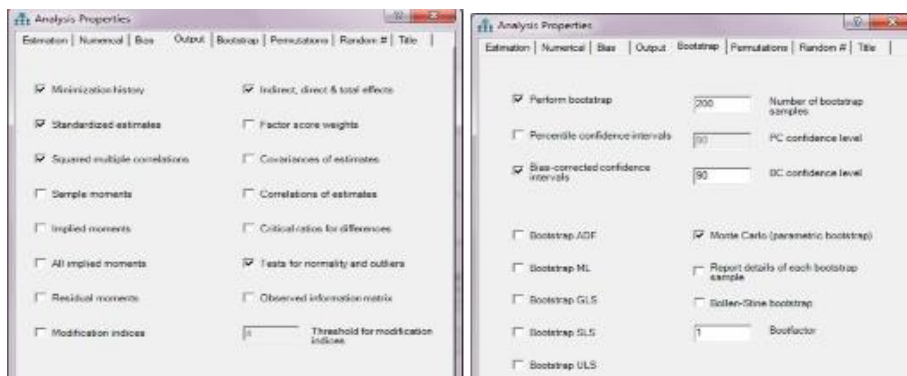 Analysis Properties
Estimation | Numerical | Bias | Output | Bootstrap | Permutations | Random # | Title
Minimization history
Indirect, direct & total effects
Standardized estimates
Factor score weights
Squared multiple correlations
Covariances of estimates
Sample moments
Correlations of estimates
Implied moments
Critical ratios for differences
All implied moments
Tests for normality and outliers
Residual moments
Observed information matrix
Modification indices
4
Threshold for modification
indices
Analysis Properties
Estimation | Numerical | Bias | Output | Bootstrap | Permutations | Random # | Title
Perform bootstrap
200
Number of bootstrap
samples
Percentile confidence intervals
90
PC confidence level
Bias-corrected confidence
intervals
90
BC confidence level
Bootstrap ADF
Monte Carlo (parametric bootstrap)
Bootstrap ML
Report details of each bootstrap
sample
Bootstrap GLS
Bollen-Stine bootstrap
Bootstrap SLS
1
Bootfactor
Bootstrap ULS